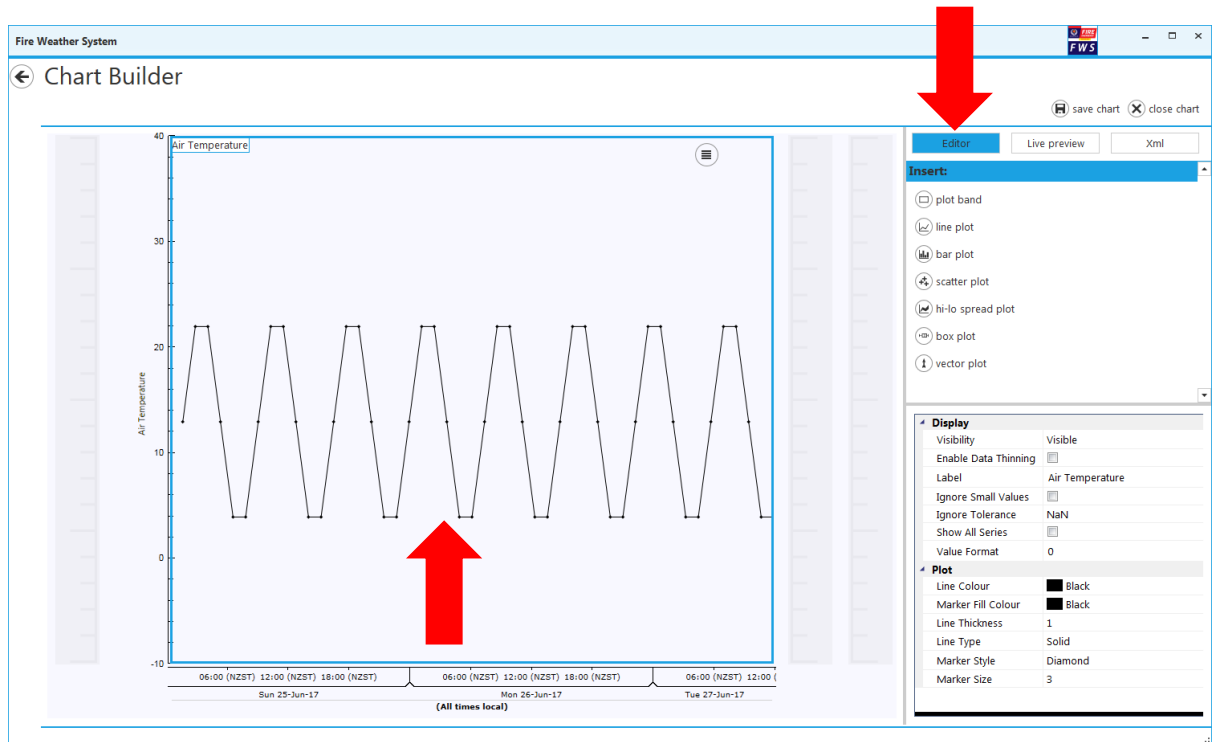 Fire Weather System
FIRE
FWS
Chart Builder
save chart
close chart
Editor
Live preview
Xml
Insert:
plot band
line plot
bar plot
scatter plot
hi-lo spread plot
box plot
vector plot
Air Temperature
40
30
20
10
0
-10
Air Temperature
06:00 (NZST) 12:00 (NZST) 18:00 (NZST) 06:00 (NZST) 12:00 (NZST) 18:00 (NZST) 06:00 (NZST) 12:00 (
Sun 25-Jun-17 Mon 26-Jun-17 Tue 27-Jun-17
(All times local)
Display
Visibility Visible
Enable Data Thinning
Label Air Temperature
Ignore Small Values
Ignore Tolerance NaN
Show All Series
Value Format 0
Plot
Line Colour Black
Marker Fill Colour Black
Line Thickness 1
Line Type Solid
Marker Style Diamond
Marker Size 3